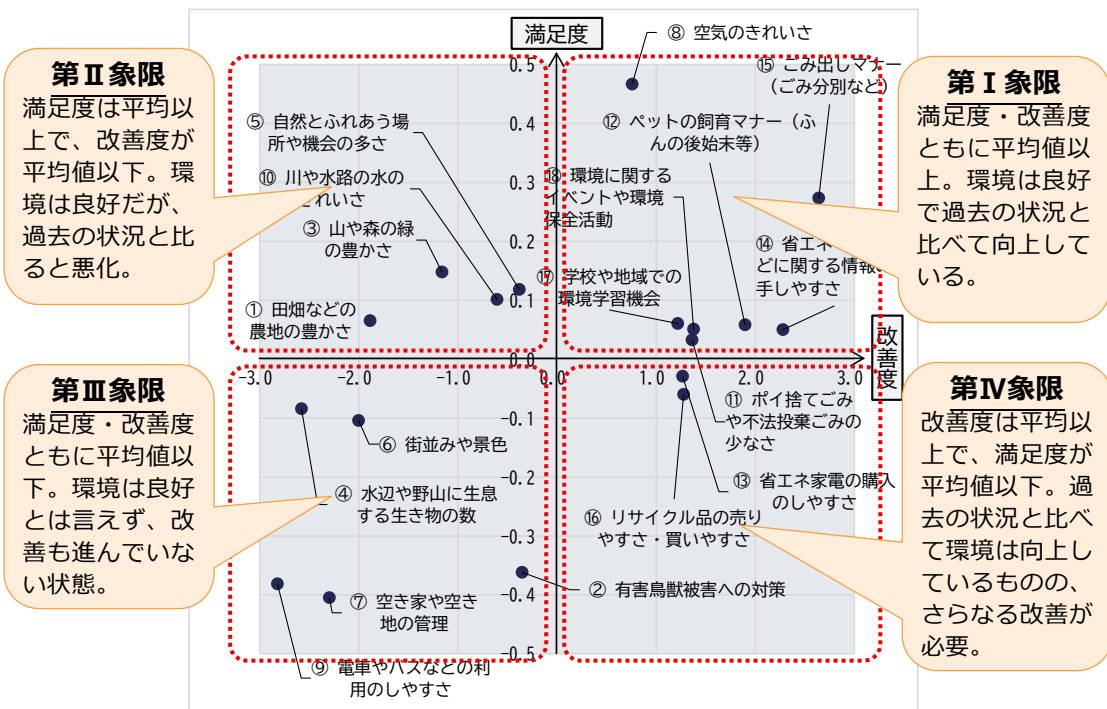 満足度
⑧ 空気のきれいさ
第Ⅱ象限
満足度は平均以
上で、改善度が
平均値以下。環
境は良好だが、
過去の状況と比
ると悪化。
第Ⅰ象限
満足度・改善度
ともに平均値以
上。環境は良好
で過去の状況と
比べて向上して
いる。
⑮ ごみ出しマナー
（ごみ分別など）
⑤ 自然とふれあう場
所や機会の多さ
⑫ ペットの飼育マナー（ふ
んの後始末等）
⑩ 川や水路の水の
れいさ
⑱ 環境に関する
イベントや環境
保全活動
③ 山や森の緑
の豊かさ
⑭ 省エネ
どに関する情報
手しやすさ
⑰ 学校や地域での
環境学習機会
① 田畑などの
農地の豊かさ
0.5
0.4
0.3
0.2
0.1
0.0
-0.1
-0.2
-0.3
-0.4
-0.5
-3.0
-2.0
-1.0
0.0
1.0
2.0
3.0
改善度
第Ⅲ象限
満足度・改善度
ともに平均値以
下。環境は良好
とは言えず、改
善も進んでいな
い状態。
第Ⅳ象限
改善度は平均以
上で、満足度が
平均値以下。過
去の状況と比べ
て環境は向上し
ているものの、
さらなる改善が
必要。
⑪ ポイ捨てごみ
や不法投棄ごみの
少なさ
⑥ 街並みや景色
④ 水辺や野山に生息
する生き物の数
⑬ 省エネ家電の購入
のしやすさ
⑯ リサイクル品の売り
やすさ・買いやすさ
② 有害鳥獣被害への対策
⑦ 空き家や空き
地の管理
⑨ 電車やバスなどの利
用のしやすさ